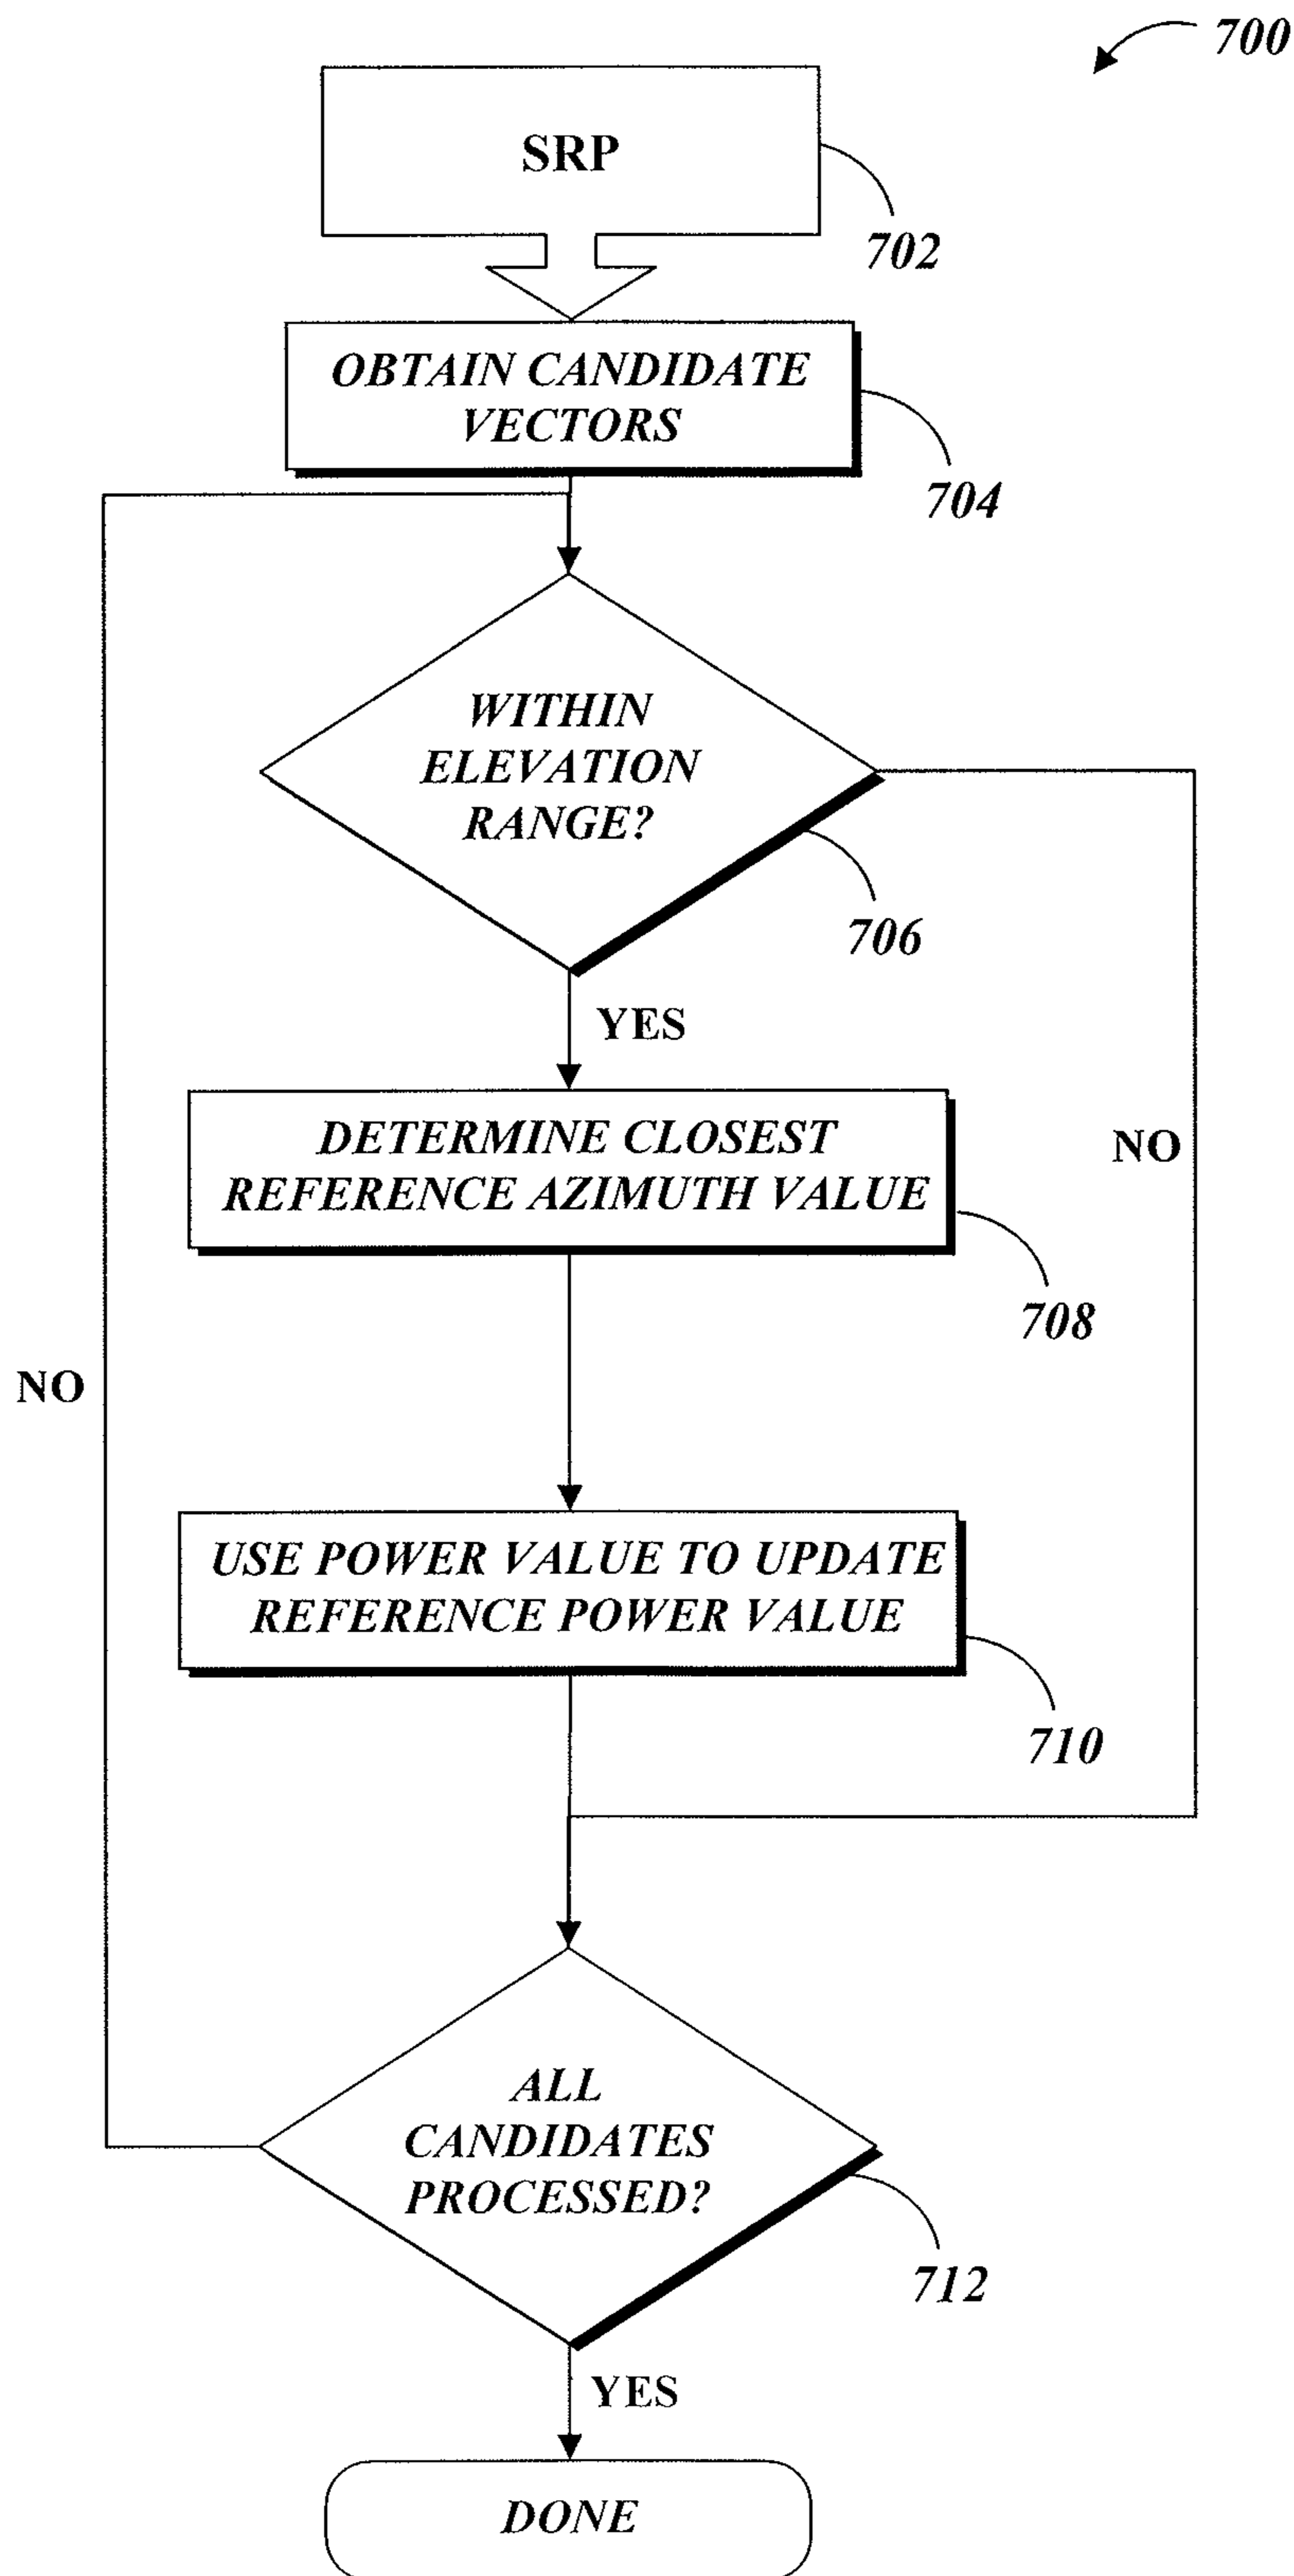 700
SRP
702
OBTAIN CANDIDATE
VECTORS
704
WITHIN
ELEVATION
RANGE?
706
YES
DETERMINE CLOSEST
REFERENCE AZIMUTH VALUE
NO
708
NO
USE POWER VALUE TO UPDATE
REFERENCE POWER VALUE
710
ALL
CANDIDATES
PROCESSED?
712
YES
DONE